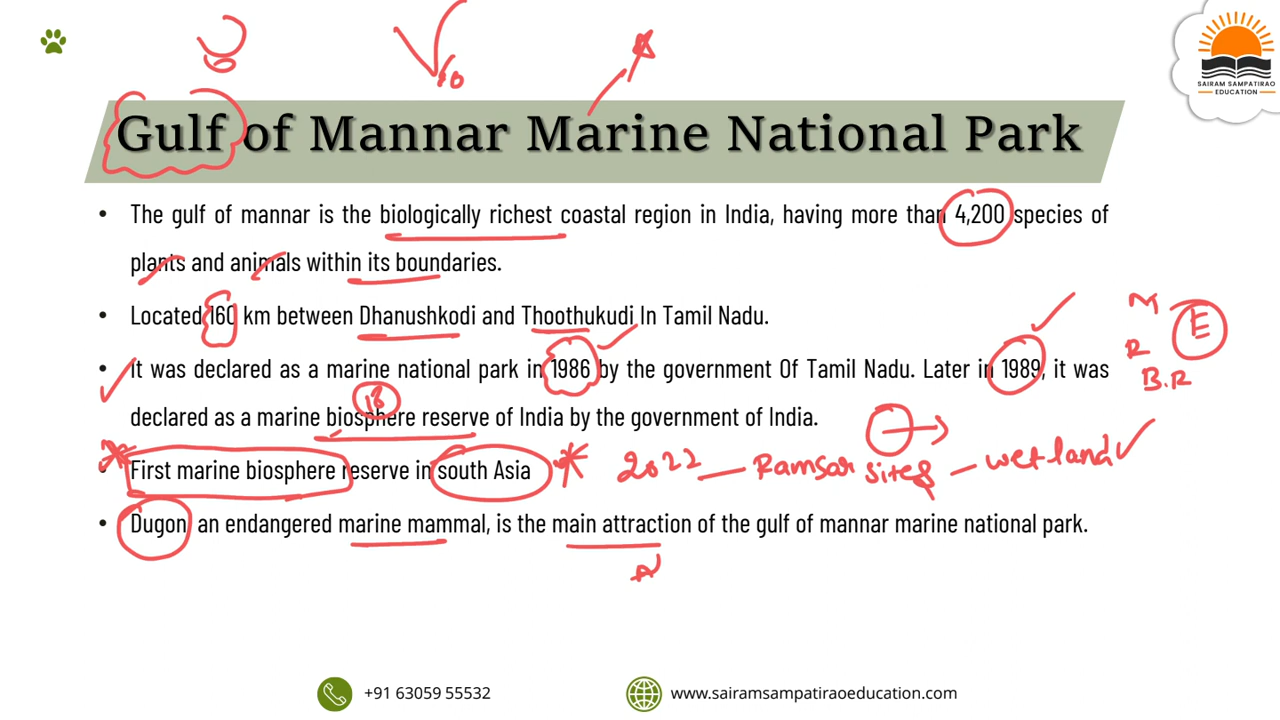 SAIRAM SAMPATIRAO
EDUCATION
Gulf of Mannar Marine National Park
• The gulf of mannar is the biologically richest coastal region in India, having more than 4,200 species of
plants and animals within its boundaries.
• Located 160 km between Dhanushkodi and Thoothukudi In Tamil Nadu.
M
E
R
B.R
• It was declared as a marine national park in 1986 by the government Of Tamil Nadu. Later in 1989, it was
18
declared as a marine biosphere reserve of India by the government of India.
• First marine biosphere reserve in south Asia
2022 — Ramsar sites — wetland
• Dugon, an endangered marine mammal, is the main attraction of the gulf of mannar marine national park.
+91 63059 55532
www.sairamsampatiraoeducation.com